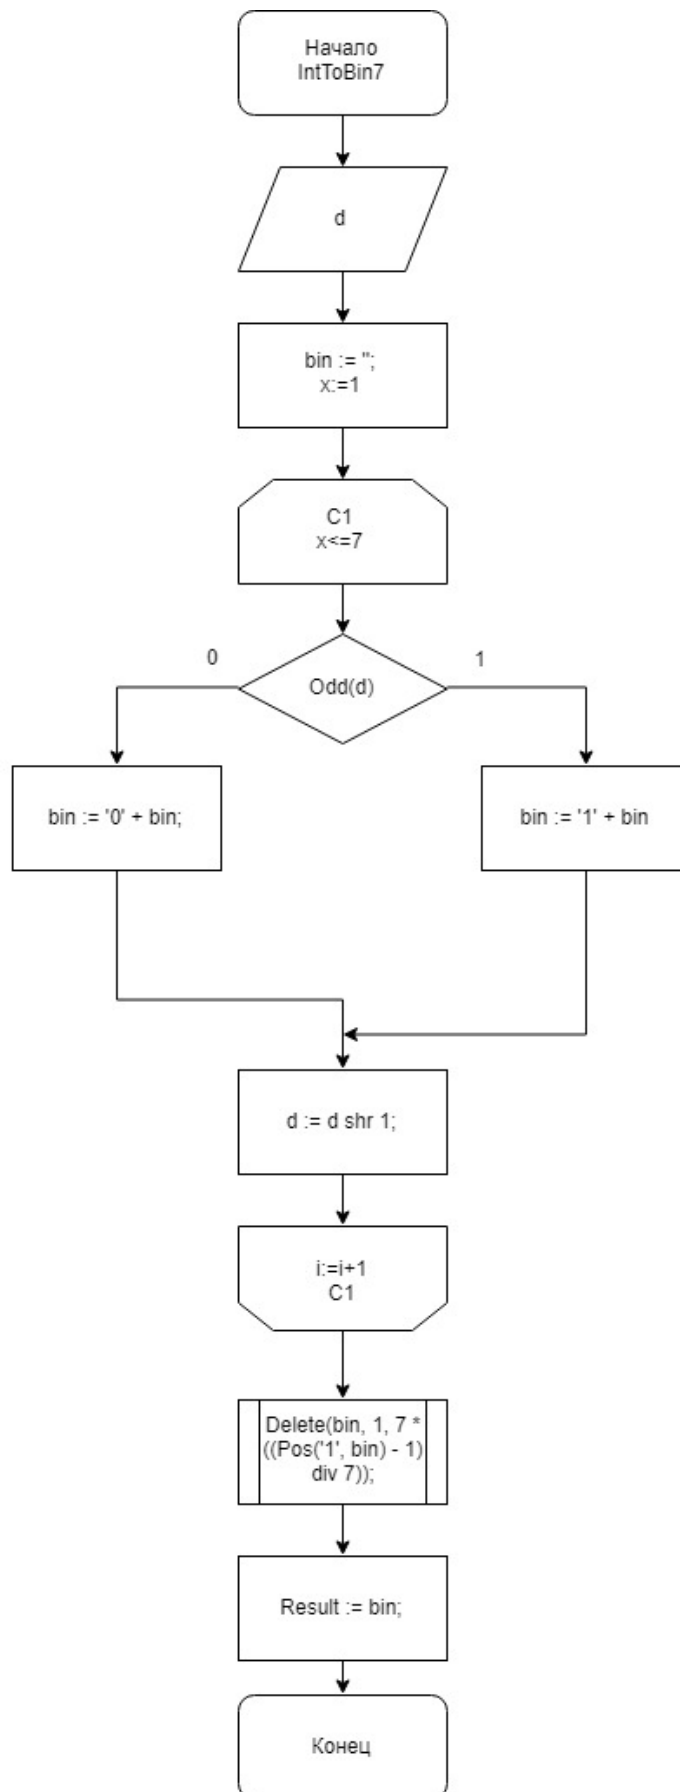 Начало
IntToBin7
d
bin := '';
x:=1
C1
x<=7
0
1
Odd(d)
bin := '0' + bin;
bin := '1' + bin
d := d shr 1;
i:=i+1
C1
Delete(bin, 1, 7 *
((Pos('1', bin) - 1)
div 7));
Result := bin;
Конец